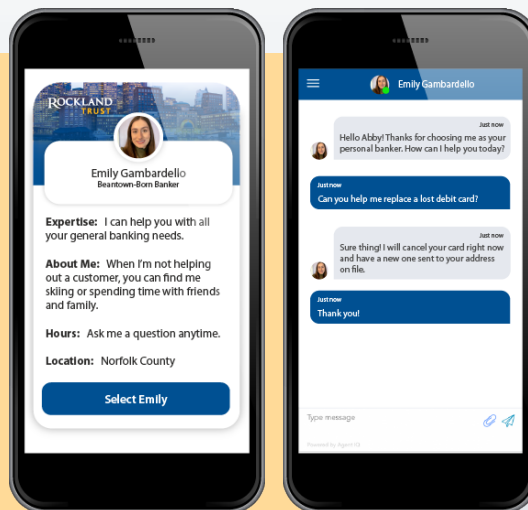 ROCKLAND
TRUST
Emily Gambardello
Beantown-Born Banker
Expertise: I can help you with all
your general banking needs.
About Me: When I'm not helping
out a customer, you can find me
skiing or spending time with friends
and family.
Hours: Ask me a question anytime.
Location: Norfolk County
Select Emily
Emily Gambardello
Just now
Hello Abby! Thanks for choosing me as your
personal banker. How can I help you today?
Just now
Can you help me replace a lost debit card?
Just now
Sure thing! I will cancel your card right now
and have a new one sent to your address
on file.
Just now
Thank you!
Type message
Powered by Agent IQ